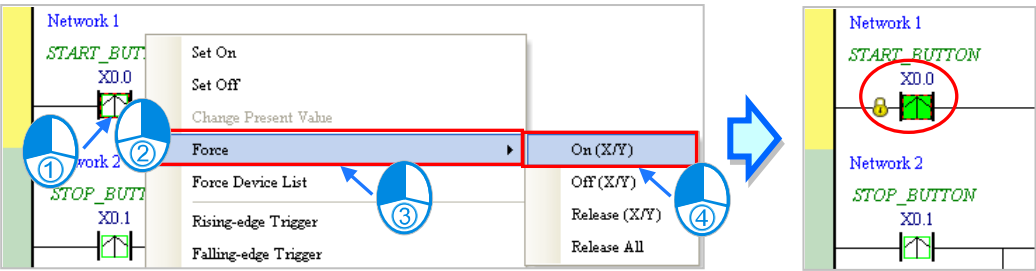 Network 1
START_BUT
X0.0
①
②
Set On
Set Off
Change Present Value
Force
Force Device List
Rising-edge Trigger
Falling-edge Trigger
③
On (X/Y)
Off (X/Y)
Release (X/Y)
Release All
④
work 2
STOP_BUTT
X0.1
Network 1
START_BUTTON
X0.0
Network 2
STOP_BUTTON
X0.1